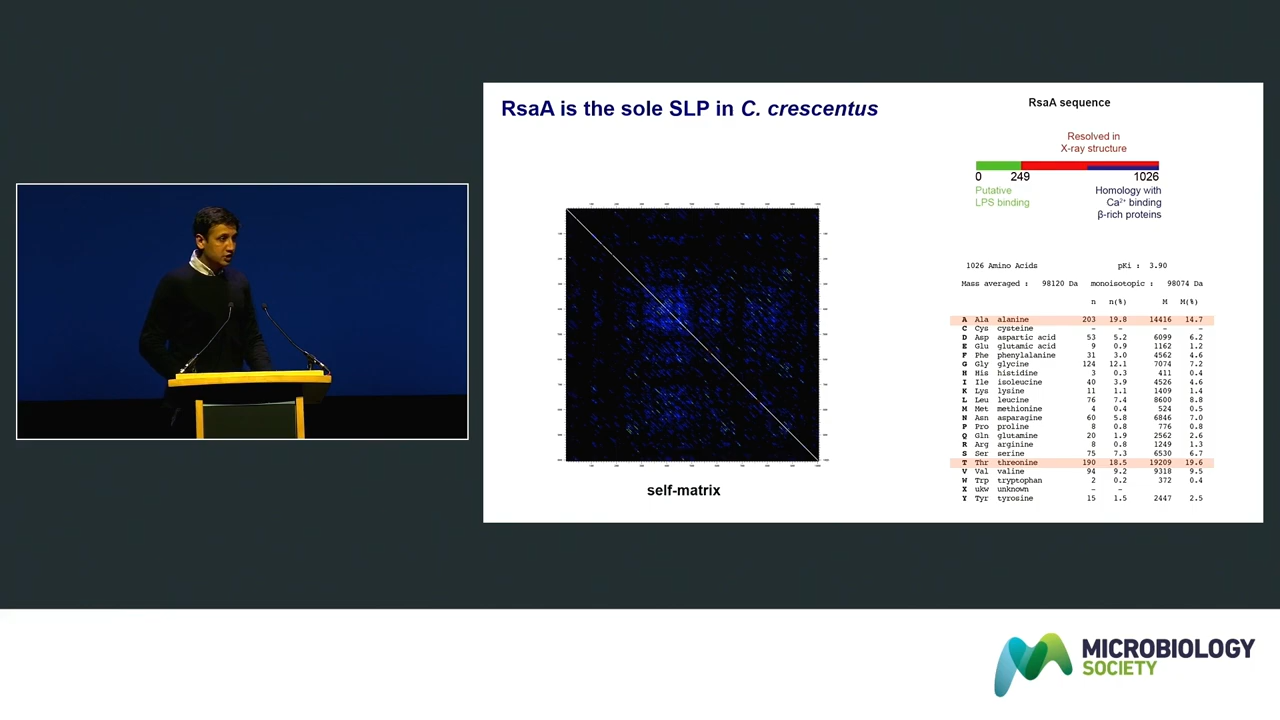 RsaA is the sole SLP in C. crescentus
RsaA sequence
Resolved in
X-ray structure
0 249 1026
Putative
LPS binding
Homology with
Ca2+ binding
β-rich proteins
1026 Amino Acids pKi : 3.90
Mass averaged : 98120 Da monoisotopic : 98074 Da
n n(%) M M(%)
A Ala alanine 203 19.8 14416 14.7
C Cys cysteine – – – –
D Asp aspartic acid 53 5.2 6099 6.2
E Glu glutamic acid 9 0.9 1162 1.2
F Phe phenylalanine 31 3.0 4562 4.6
G Gly glycine 124 12.1 7074 7.2
H His histidine 3 0.3 411 0.4
I Ile isoleucine 40 3.9 4526 4.6
K Lys lysine 11 1.1 1409 1.4
L Leu leucine 76 7.4 8600 8.8
M Met methionine 4 0.4 524 0.5
N Asn asparagine 60 5.8 6846 7.0
P Pro proline 8 0.8 776 0.8
Q Gln glutamine 20 1.9 2562 2.6
R Arg arginine 8 0.8 1249 1.3
S Ser serine 75 7.3 6530 6.7
T Thr threonine 190 18.5 19209 19.6
V Val valine 94 9.2 9318 9.5
W Trp tryptophan 2 0.2 372 0.4
X ukw unknown – –
Y Tyr tyrosine 15 1.5 2447 2.5
self-matrix
MICROBIOLOGY
SOCIETY